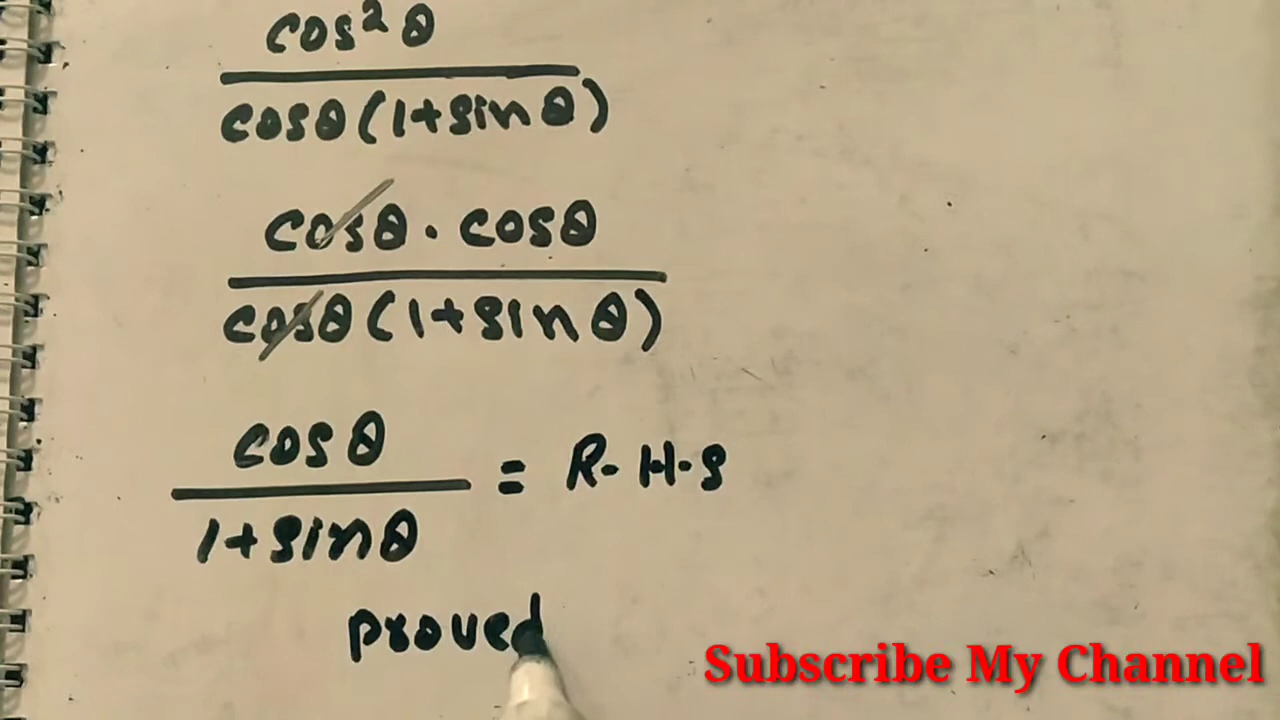 cos²θ
cosθ(1+sinθ)
cosθ · cosθ
cosθ(1+sinθ)
cosθ
1+sinθ
= R.H.S
proved
Subscribe My Channel